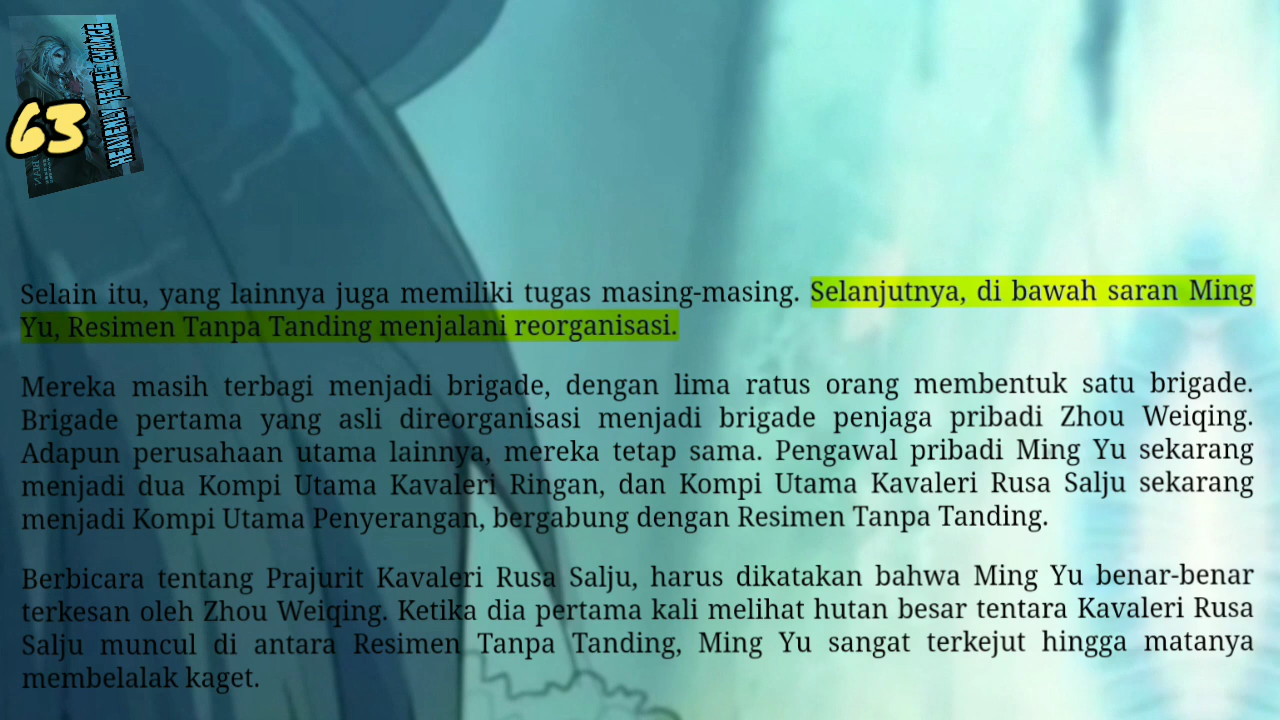 HEAVENLY JEWEL CHANGE
63
Selain itu, yang lainnya juga memiliki tugas masing-masing. Selanjutnya, di bawah saran Ming
Yu, Resimen Tanpa Tanding menjalani reorganisasi.
Mereka masih terbagi menjadi brigade, dengan lima ratus orang membentuk satu brigade.
Brigade pertama yang asli direorganisasi menjadi brigade penjaga pribadi Zhou Weiqing.
Adapun perusahaan utama lainnya, mereka tetap sama. Pengawal pribadi Ming Yu sekarang
menjadi dua Kompi Utama Kavaleri Ringan, dan Kompi Utama Kavaleri Rusa Salju sekarang
menjadi Kompi Utama Penyerangan, bergabung dengan Resimen Tanpa Tanding.
Berbicara tentang Prajurit Kavaleri Rusa Salju, harus dikatakan bahwa Ming Yu benar-benar
terkesan oleh Zhou Weiqing. Ketika dia pertama kali melihat hutan besar tentara Kavaleri Rusa
Salju muncul di antara Resimen Tanpa Tanding, Ming Yu sangat terkejut hingga matanya
membelalak kaget.